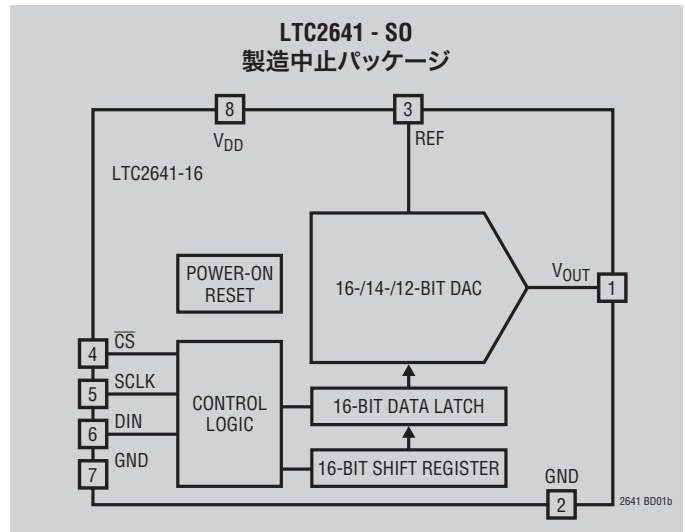 LTC2641 - SO
製造中止パッケージ
8
3
VDD
REF
LTC2641-16
POWER-ON
RESET
16-/14-/12-BIT DAC
VOUT
1
4
CS
5
SCLK
CONTROL
LOGIC
16-BIT DATA LATCH
6
DIN
7
GND
16-BIT SHIFT REGISTER
GND
2
2641 BD01b